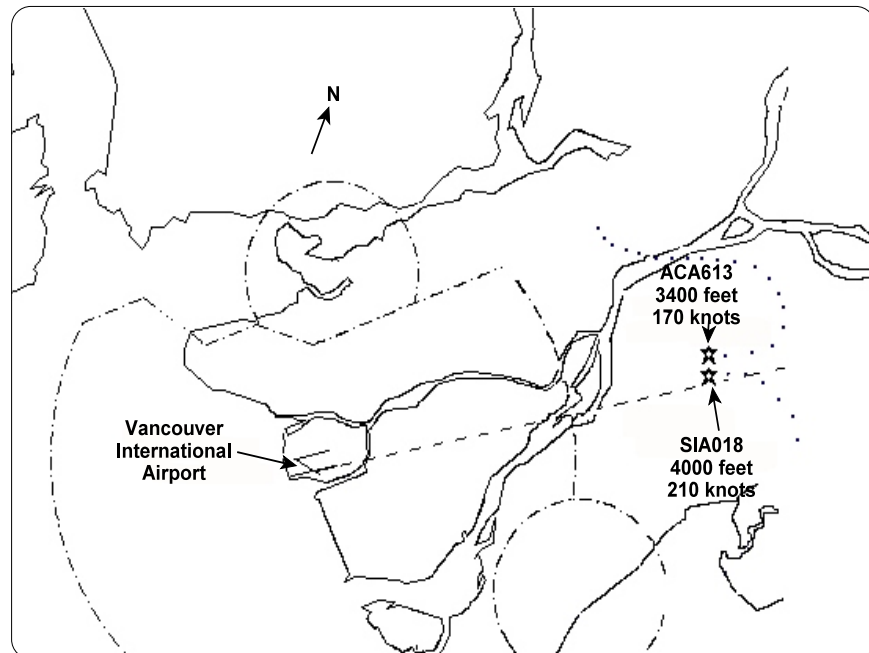 N
ACA613
3400 feet
170 knots
Vancouver
International
Airport
SIA018
4000 feet
210 knots